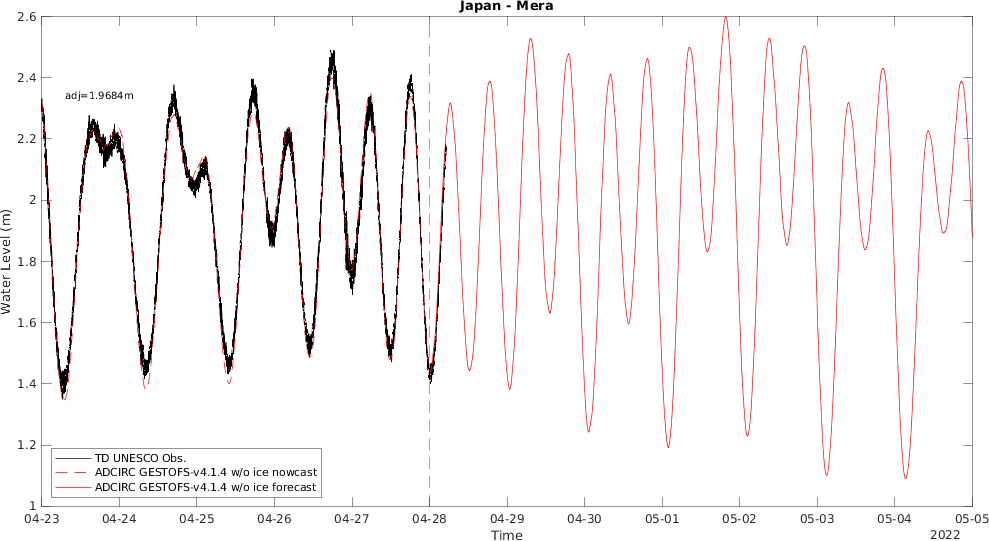 Japan - Mera
2.6
2.4
2.2
2
1.8
1.6
1.4
1.2
1
Water Level (m)
adj=1.9684m
TD UNESCO Obs.
ADCIRC GESTOFS-v4.1.4 w/o ice nowcast
ADCIRC GESTOFS-v4.1.4 w/o ice forecast
04-23 04-24 04-25 04-26 04-27 04-28 04-29 04-30 05-01 05-02 05-03 05-04 05-05
Time
2022